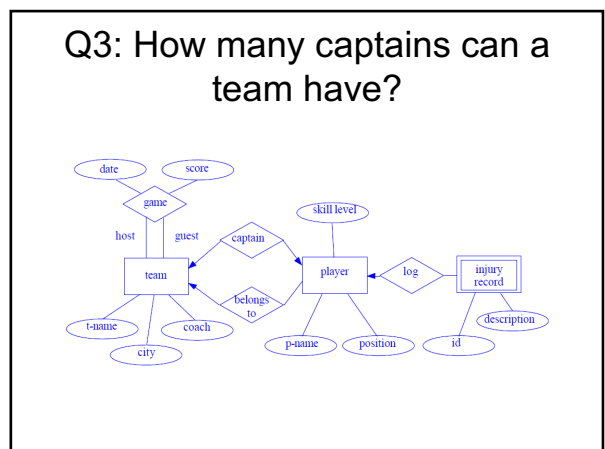 Q3: How many captains can a
team have?
date
score
game
host
guest
captain
skill level
team
player
log
injury
record
belongs
to
t-name
coach
city
p-name
position
id
description